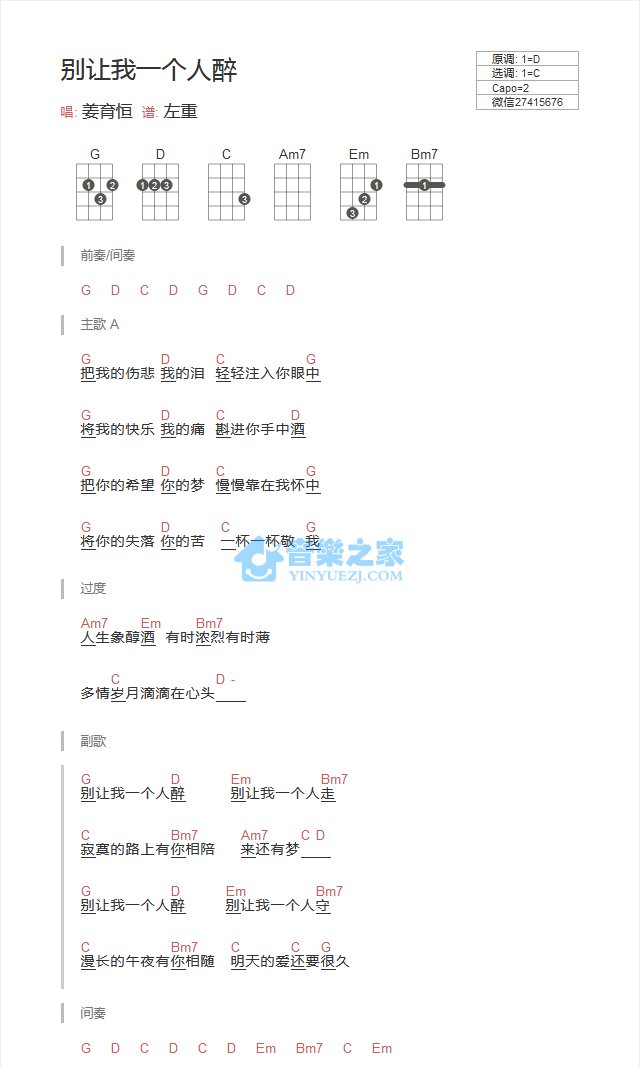 别让我一个人醉
原调: 1=D
选调: 1=C
Capo=2
微信27415676
唱: 姜育恒 谱: 左重
G D C Am7 Em Bm7
1 2 3 1 2 3 3 1 2 3 1
前奏/间奏
G D C D G D C D
主歌 A
G D C G
把我的伤悲 我的泪 轻轻注入你眼中
G D C D
将我的快乐 我的痛 斟进你手中酒
G D C G
把你的希望 你的梦 慢慢靠在我怀中
G D C G
将你的失落 你的苦 一杯一杯敬 我
音樂之家
YINYUEZJ.COM
过度
Am7 Em Bm7
人生象醇酒 有时浓烈有时薄
C D -
多情岁月滴滴在心头
副歌
G D Em Bm7
别让我一个人醉 别让我一个人走
C Bm7 Am7 C D
寂寞的路上有你相陪 来还有梦
G D Em Bm7
别让我一个人醉 别让我一个人守
C Bm7 C C G
漫长的午夜有你相随 明天的爱还要很久
间奏
G D C D C D Em Bm7 C Em